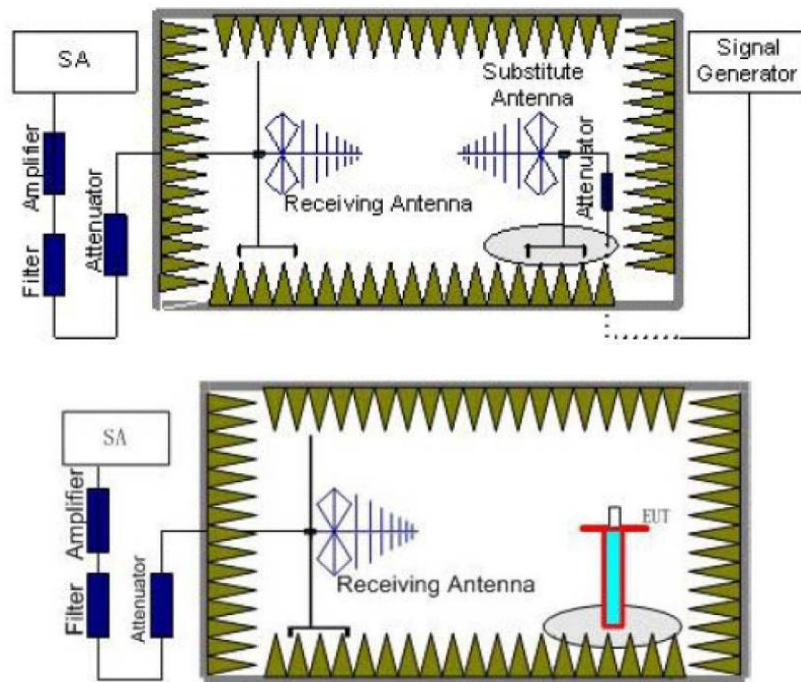 SA
Signal
Generator
Substitute
Antenna
Amplifier
Attenuator
Attenuator
Receiving Antenna
Filter
SA
EUT
Amplifier
Receiving Antenna
Filter
Attenuator